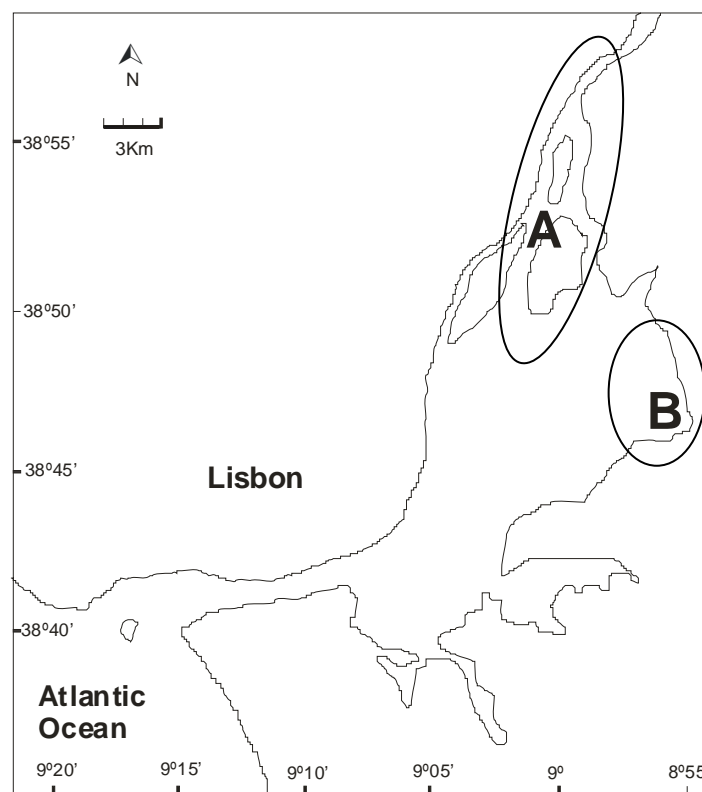 N
3Km
38º55'
A
38º50'
B
38º45'
Lisbon
38º40'
Atlantic
Ocean
9º20' 9º15' 9º10' 9º05' 9º 8º55'